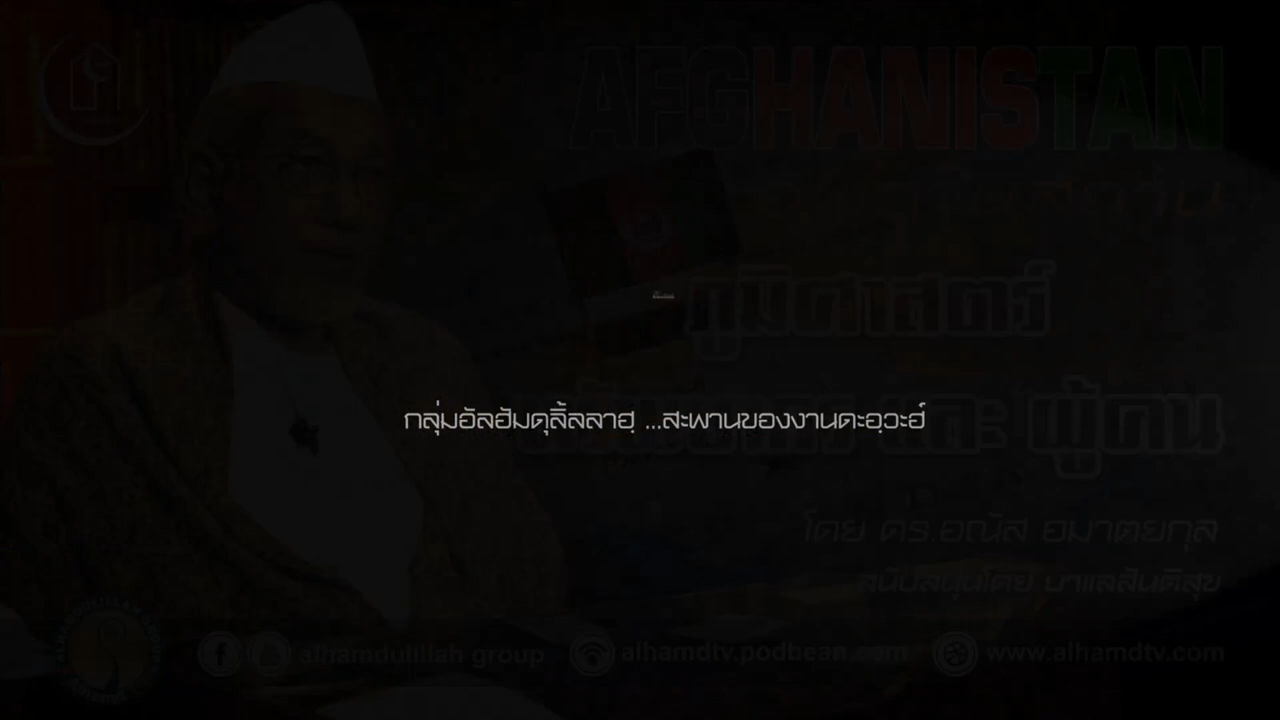 AFGHANISTAN
ภูมิศาสตร์
และ ผู้คน
กลุ่มอัลฮัมดุลิ้ลลาฮฺ ...สะพานของงานดะอฺวะฮ์
โดย ดร.อณัส อมาตยกุล
สนับสนุนโดย บาแลสันติสุข
alhamdulillah group
alhamdtv.podbean.com
www.alhamdtv.com